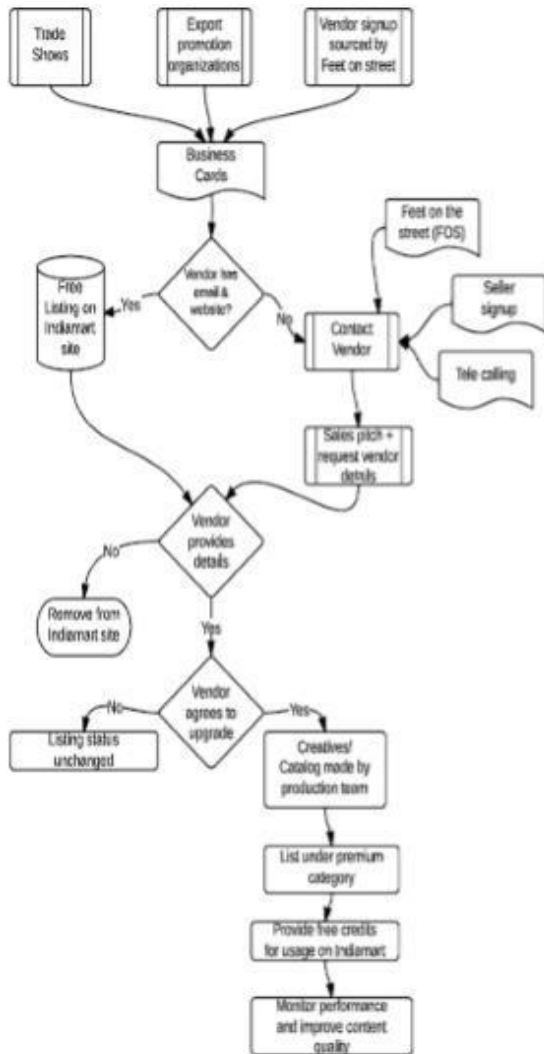 Trade
Shows
Export
promotion
organizations
Vendor signup
sourced by
Feet on street
Business
Cards
Feet on the
street (FOS)
Vendor has
email &
website?
Yes
No
Free
Listing on
Indiamart
site
Seller
signup
Contact
Vendor
Tele calling
Sales pitch +
request vendor
details
Vendor
provides
details
No
Remove from
Indiamart site
Yes
Vendor
agrees to
upgrade
No
Yes
Listing status
unchanged
Creatives/
Catalog made by
production team
List under premium
category
Provide free credits
for usage on Indiamart
Monitor performance
and improve content
quality